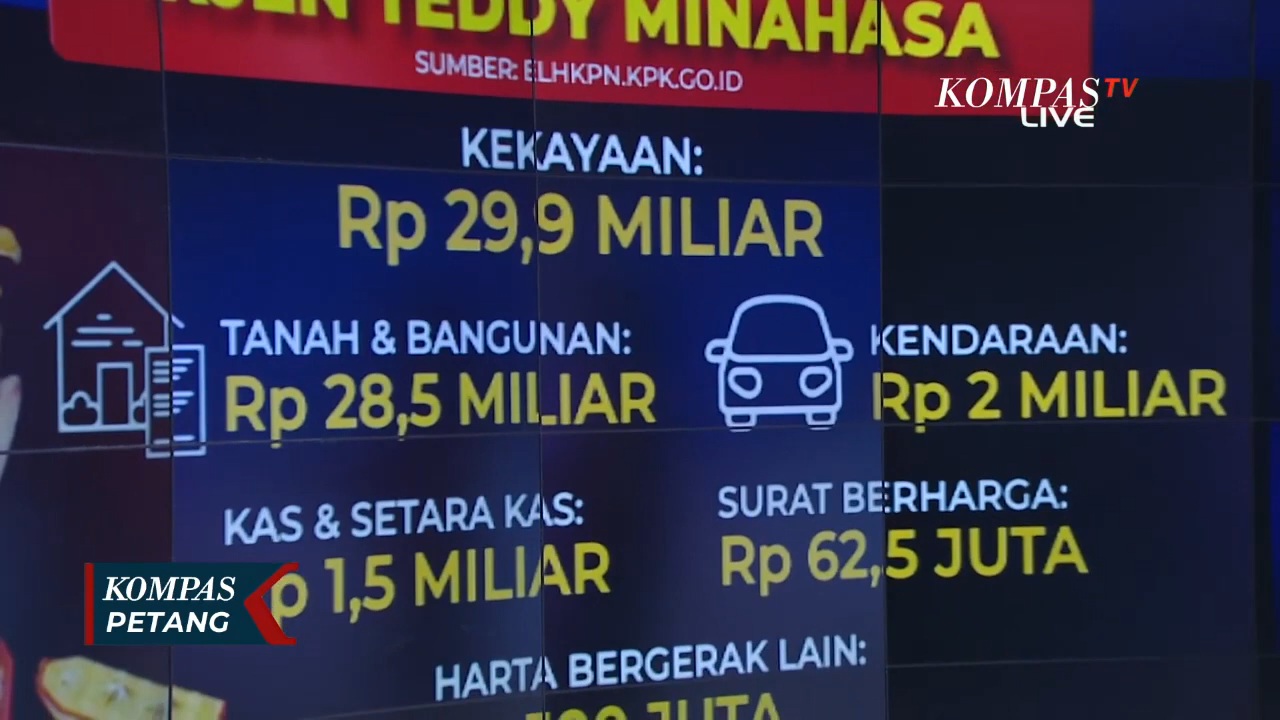 TEDDY MINAHASA
SUMBER: ELHKPN.KPK.GO.ID
KOMPASTV
LIVE
KEKAYAAN:
Rp 29,9 MILIAR
TANAH & BANGUNAN:
Rp 28,5 MILIAR
KENDARAAN:
Rp 2 MILIAR
KAS & SETARA KAS:
Rp 1,5 MILIAR
SURAT BERHARGA:
Rp 62,5 JUTA
KOMPAS
PETANG
HARTA BERGERAK LAIN:
JUTA